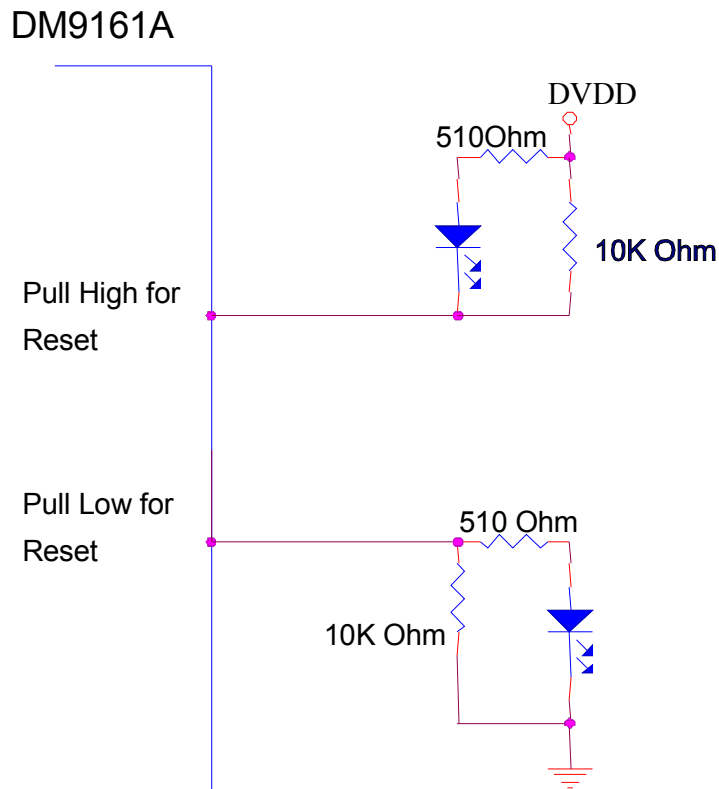 DM9161A
DVDD
510Ohm
10K Ohm
Pull High for
Reset
Pull Low for
Reset
510 Ohm
10K Ohm